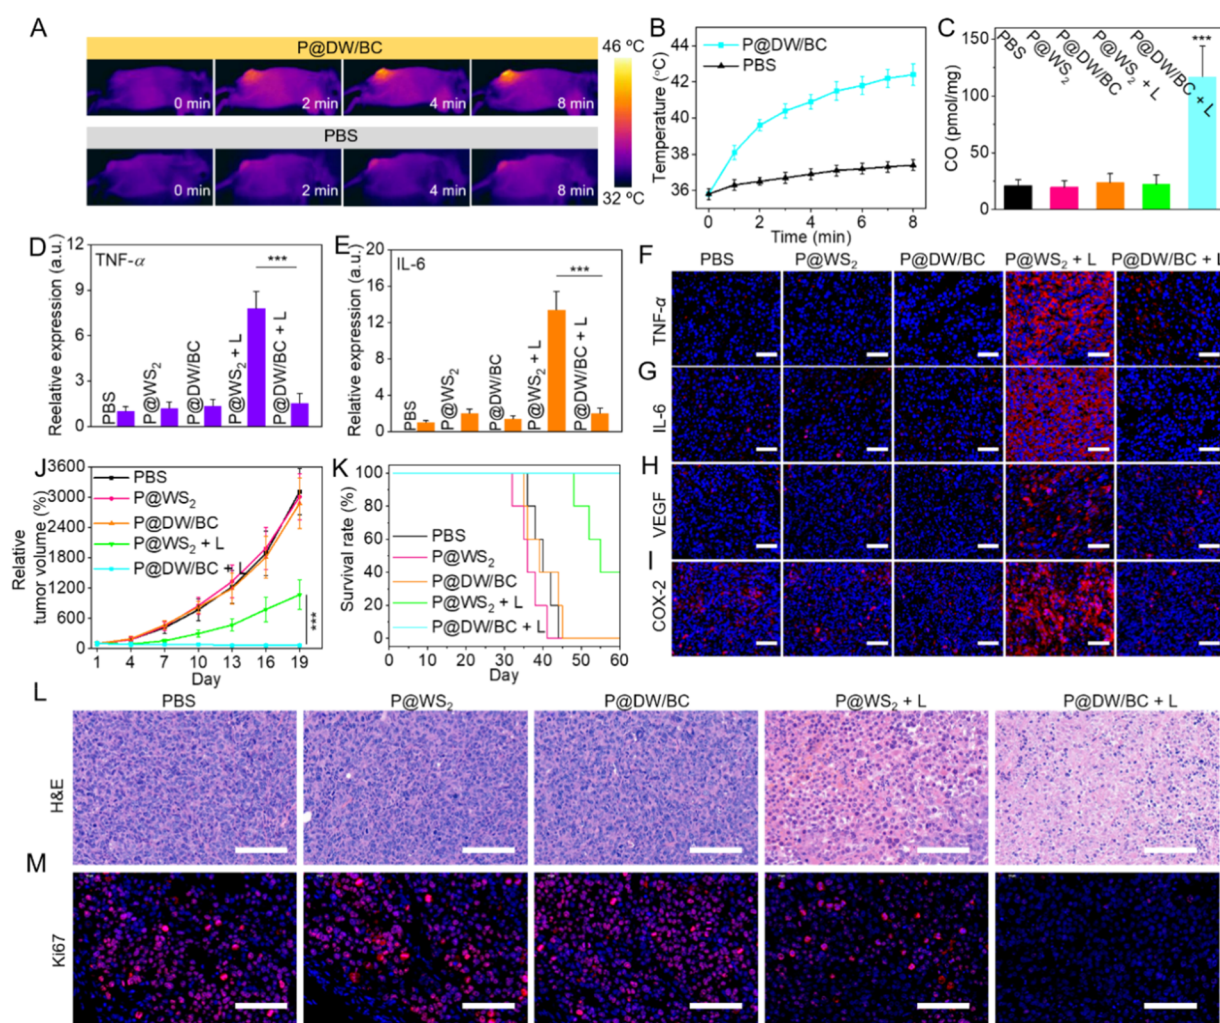 A
P@DW/BC
46 ºC
0 min
2 min
4 min
8 min
PBS
0 min
2 min
4 min
8 min
32 ºC
B
Temperature (°C)
44
42
40
38
36
P@DW/BC
PBS
0 2 4 6 8
Time (min)
C
CO (pmol/mg)
150
100
50
0
PBS
P@WS₂
P@DW/BC
P@WS₂ + L
P@DW/BC + L
***
D
Reelative expression (a.u.)
12
9
6
3
0
TNF-α
PBS
P@WS₂
P@DW/BC
P@WS₂ + L
P@DW/BC + L
***
E
Relative expression (a.u.)
20
16
12
8
4
0
IL-6
PBS
P@WS₂
P@DW/BC
P@WS₂ + L
P@DW/BC + L
***
F
PBS
P@WS₂
P@DW/BC
P@WS₂ + L
P@DW/BC + L
TNF-α
G
IL-6
H
VEGF
I
COX-2
J
Relative
tumor volume (%)
3600
3000
2400
1800
1200
600
0
PBS
P@WS₂
P@DW/BC
P@WS₂ + L
P@DW/BC + L
***
1 4 7 10 13 16 19
Day
K
Survival rate (%)
100
80
60
40
20
0
PBS
P@WS₂
P@DW/BC
P@WS₂ + L
P@DW/BC + L
10 20 30 40 50 60
Day
L
PBS
P@WS₂
P@DW/BC
P@WS₂ + L
P@DW/BC + L
H&E
M
Ki67